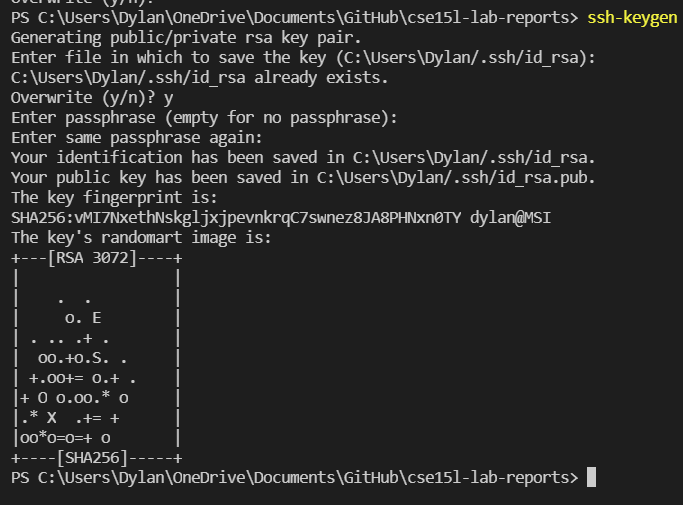 Overwrite (y/n)?
PS C:\Users\Dylan\OneDrive\Documents\GitHub\cse15l-lab-reports> ssh-keygen
Generating public/private rsa key pair.
Enter file in which to save the key (C:\Users\Dylan/.ssh/id_rsa):
C:\Users\Dylan/.ssh/id_rsa already exists.
Overwrite (y/n)? y
Enter passphrase (empty for no passphrase):
Enter same passphrase again:
Your identification has been saved in C:\Users\Dylan/.ssh/id_rsa.
Your public key has been saved in C:\Users\Dylan/.ssh/id_rsa.pub.
The key fingerprint is:
SHA256:vMI7NxethNskgljxjpevnkrqC7swnez8JA8PHNxn0TY dylan@MSI
The key's randomart image is:
+---[RSA 3072]----+
|                 |
|     .  .        |
|      o. E       |
| . .. .+ .       |
|  oo.+o.S. .     |
| +.oo+= o.+ .    |
|+ O o.oo.* o     |
|.* X  .+= +      |
|oo*o=o=+ o       |
+----[SHA256]-----+
PS C:\Users\Dylan\OneDrive\Documents\GitHub\cse15l-lab-reports>